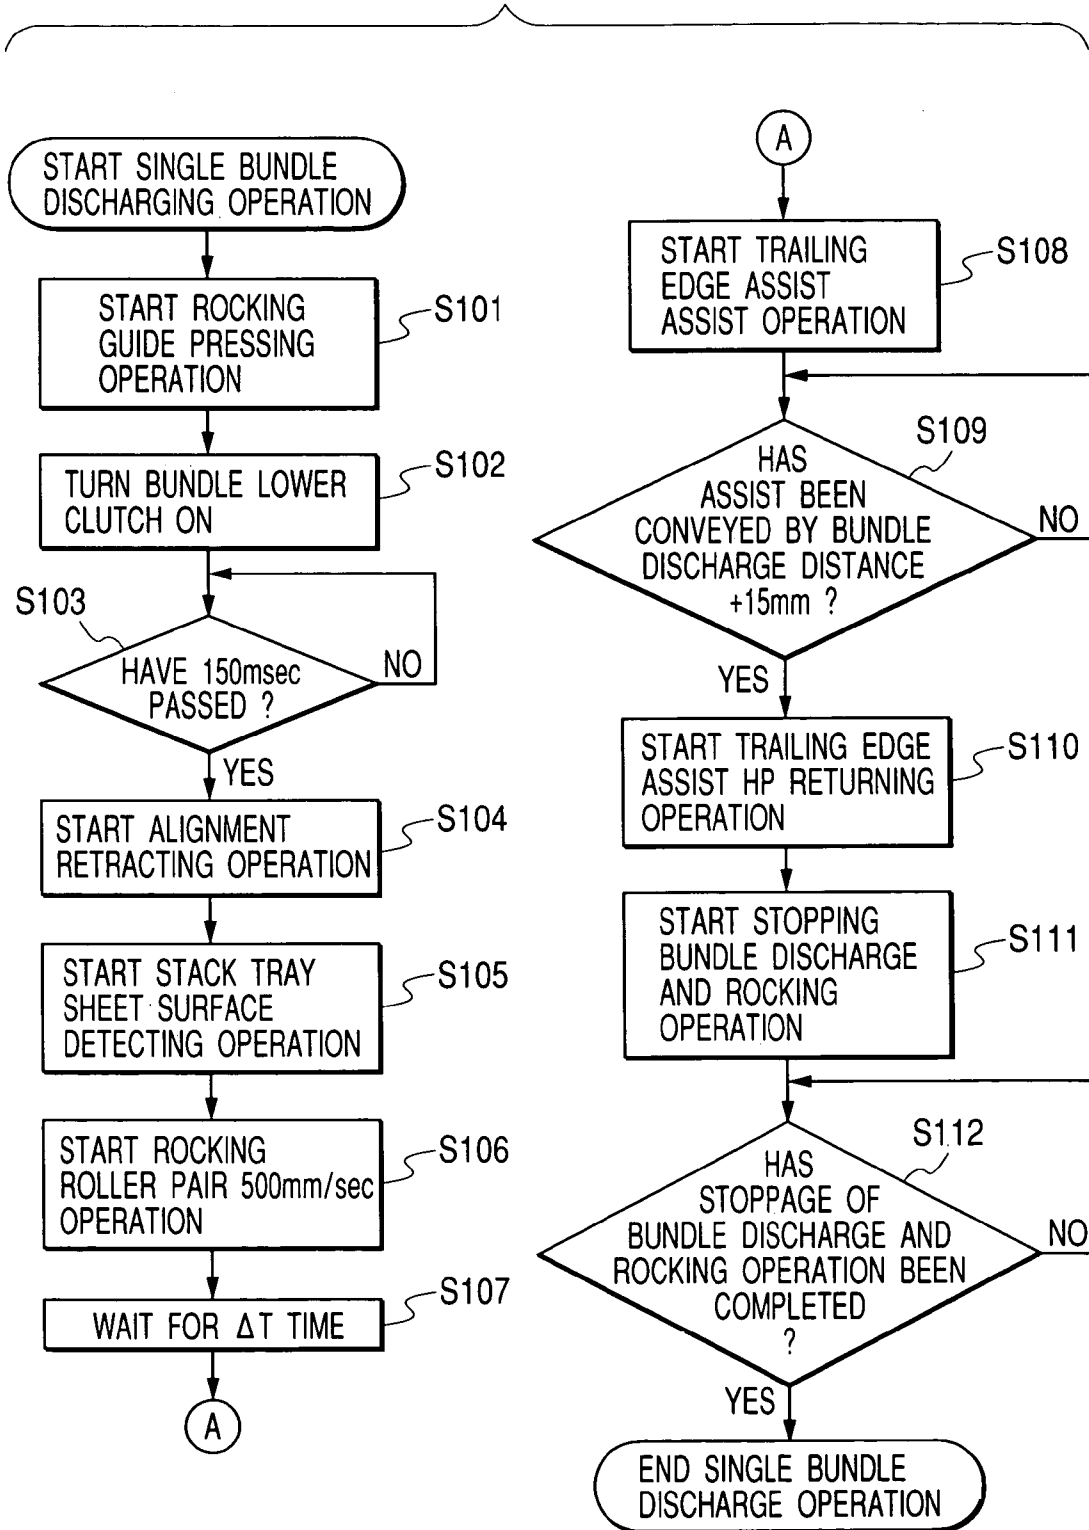 START SINGLE BUNDLE
DISCHARGING OPERATION
START ROCKING
GUIDE PRESSING
OPERATION
S101
TURN BUNDLE LOWER
CLUTCH ON
S102
S103
HAVE 150msec
PASSED ?
NO
YES
START ALIGNMENT
RETRACTING OPERATION
S104
START STACK TRAY
SHEET SURFACE
DETECTING OPERATION
S105
START ROCKING
ROLLER PAIR 500mm/sec
OPERATION
S106
WAIT FOR ΔT TIME
S107
A
A
START TRAILING
EDGE ASSIST
ASSIST OPERATION
S108
S109
HAS
ASSIST BEEN
CONVEYED BY BUNDLE
DISCHARGE DISTANCE
+15mm ?
NO
YES
START TRAILING EDGE
ASSIST HP RETURNING
OPERATION
S110
START STOPPING
BUNDLE DISCHARGE
AND ROCKING
OPERATION
S111
S112
HAS
STOPPAGE OF
BUNDLE DISCHARGE AND
ROCKING OPERATION BEEN
COMPLETED
?
NO
YES
END SINGLE BUNDLE
DISCHARGE OPERATION